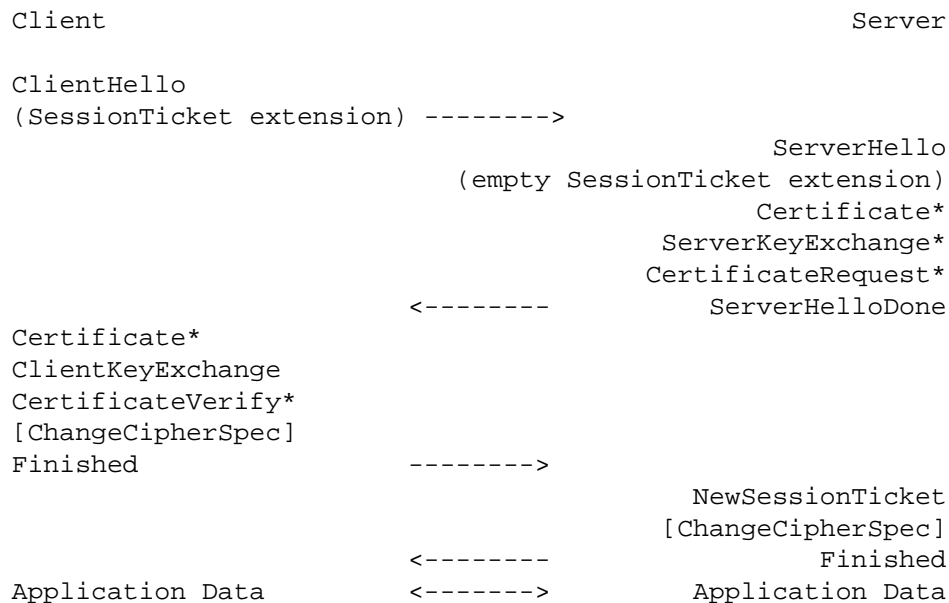 Client                                               Server

ClientHello
(SessionTicket extension) -------->
                                                ServerHello
                            (empty SessionTicket extension)
                                               Certificate*
                                         ServerKeyExchange*
                                        CertificateRequest*
                         <--------          ServerHelloDone
Certificate*
ClientKeyExchange
CertificateVerify*
[ChangeCipherSpec]
Finished                 -------->
                                           NewSessionTicket
                                         [ChangeCipherSpec]
                         <--------                 Finished
Application Data         <------->         Application Data